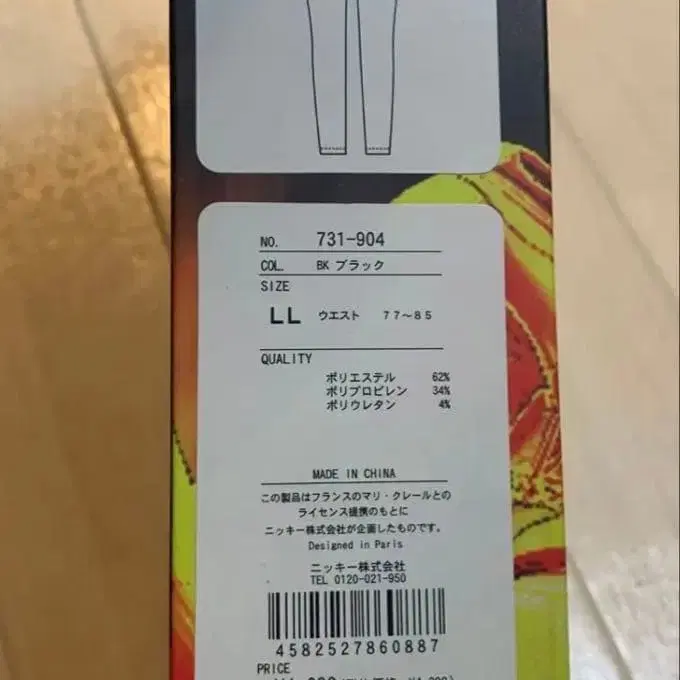 NO. 731-904
COL. BK ブラック
SIZE
LL ウエスト 77〜85
QUALITY
ポリエステル 62%
ポリプロピレン 34%
ポリウレタン 4%
MADE IN CHINA
この製品はフランスのマリ・クレールとの
ライセンス提携のもとに
ニッキー株式会社が企画したものです。
Designed in Paris
ニッキー株式会社
TEL 0120-021-950
4582527860887
PRICE